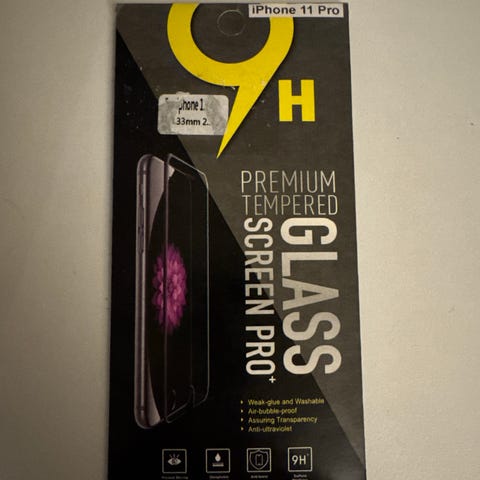 iPhone 11 Pro
9H
33mm 2.
PREMIUM
TEMPERED
GLASS
SCREEN PRO+
Weak-glue and Washable
Air-bubble-proof
Assuring Transparency
Anti-ultraviolet
9H